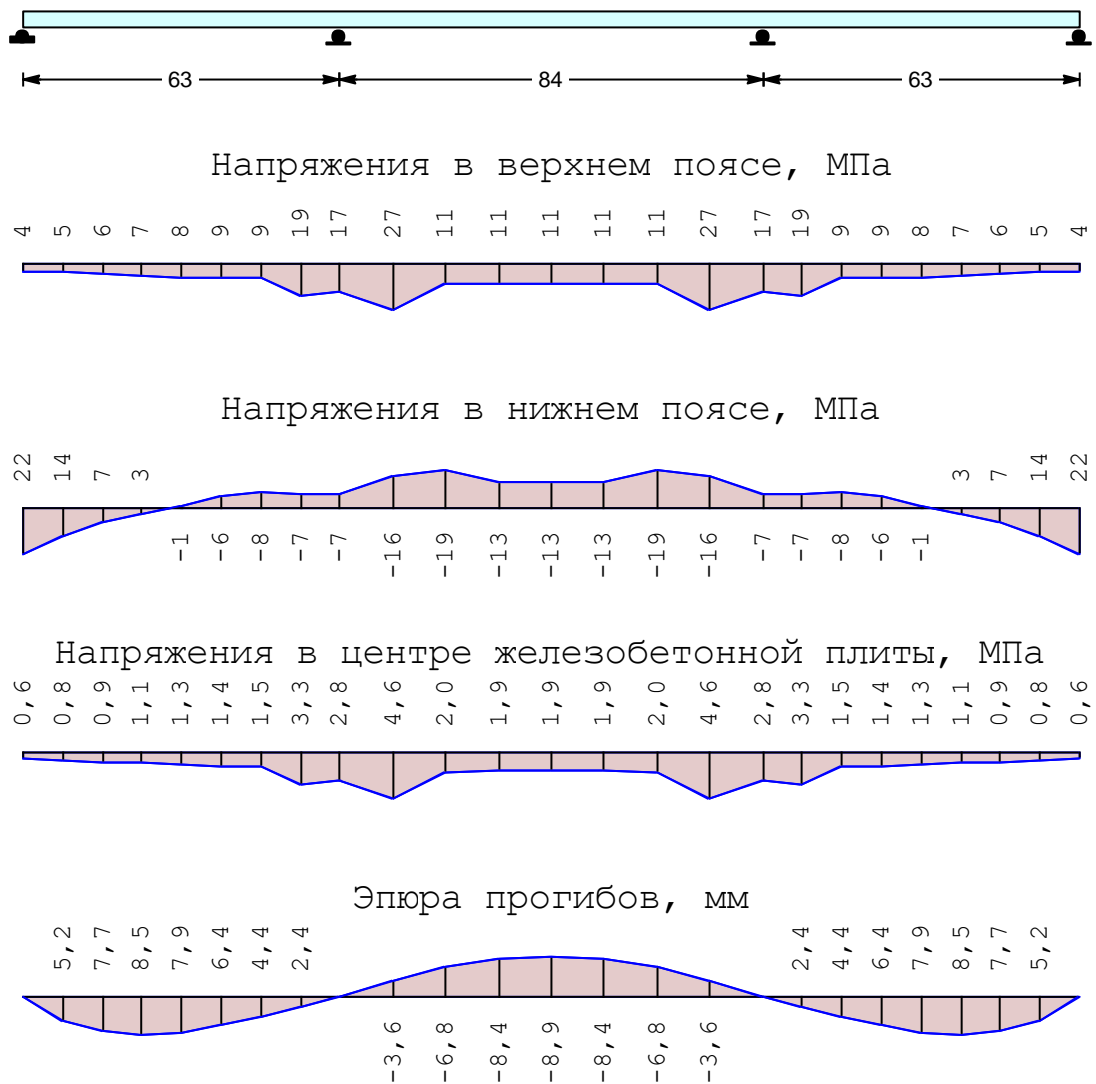 63 84 63
Напряжения в верхнем поясе, МПа
4 5 6 7 8 9 9 19 17 27 11 11 11 11 11 27 17 19 9 9 8 7 6 5 4
Напряжения в нижнем поясе, МПа
22 14 7 3 3 7 14 22
-1 -6 -8 -7 -7 -16 -19 -13 -13 -13 -19 -16 -7 -7 -8 -6 -1
Напряжения в центре железобетонной плиты, МПа
0,6 0,8 0,9 1,1 1,3 1,4 1,5 3,3 2,8 4,6 2,0 1,9 1,9 1,9 2,0 4,6 2,8 3,3 1,5 1,4 1,3 1,1 0,9 0,8 0,6
Эпюра прогибов, мм
5,2 7,7 8,5 7,9 6,4 4,4 2,4 2,4 4,4 6,4 7,9 8,5 7,7 5,2
-3,6 -6,8 -8,4 -8,9 -8,4 -6,8 -3,6